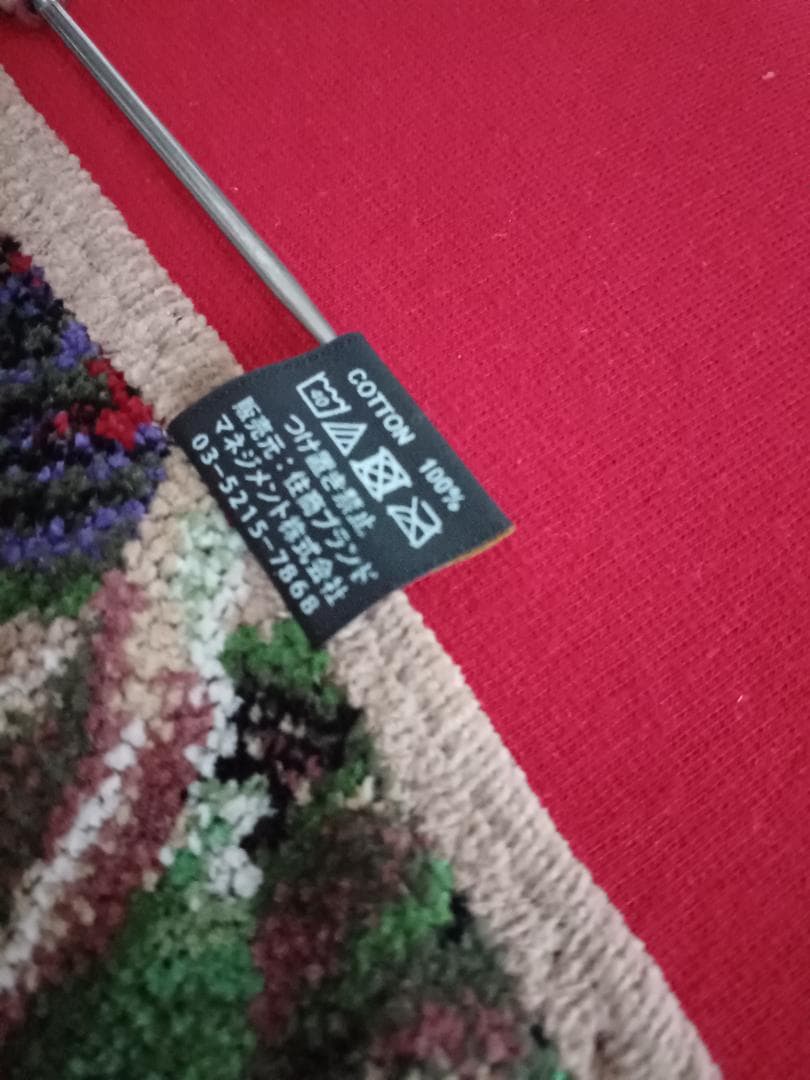 COTTON 100%
40
つけ置き禁止
販売元:住商ブランド
マネジメント株式会社
03-5215-7868